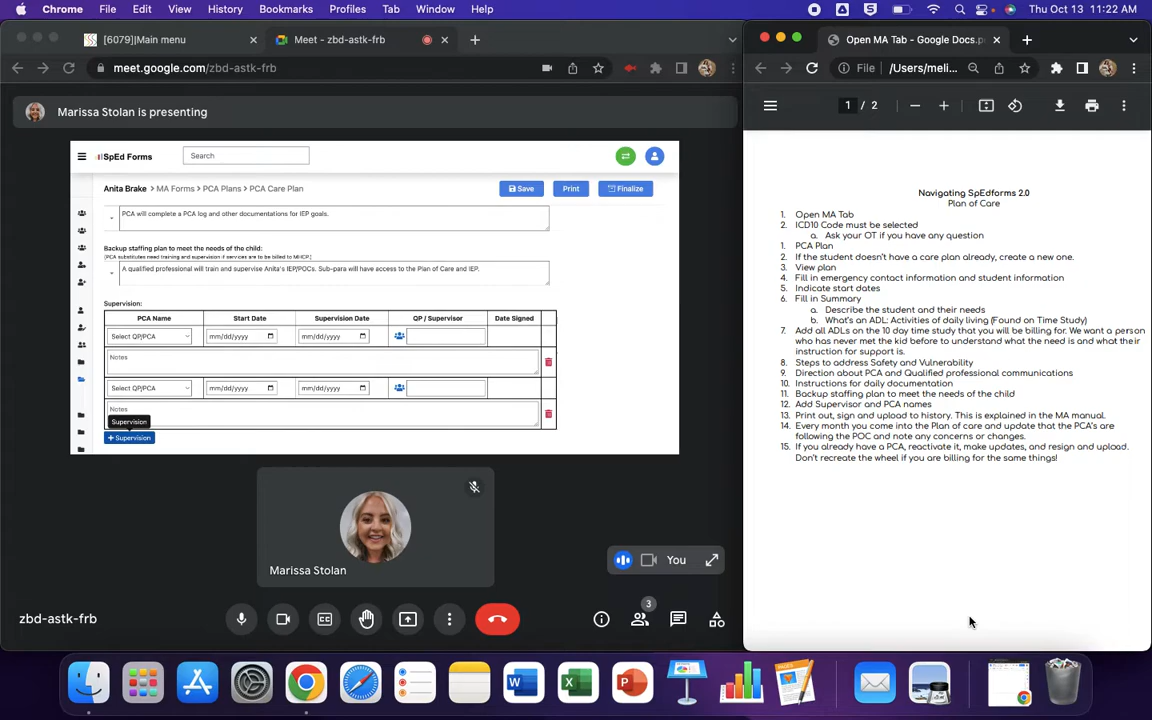 Chrome File Edit View History Bookmarks Profiles Tab Window Help Thu Oct 13 11:22 AM
[6079]|Main menu
Meet - zbd-astk-frb
Open MA Tab - Google Docs.p
meet.google.com/zbd-astk-frb
File /Users/meli...
Marissa Stolan is presenting
1 / 2
SpEd Forms
Search
Anita Brake > MA Forms > PCA Plans > PCA Care Plan
Save
Print
Finalize
PCA will complete a PCA log and other documentations for IEP goals.
Backup staffing plan to meet the needs of the child:
(PCA substitutes need training and supervision if services are to be billed to MHCP.)
A qualified professional will train and supervise Anita's IEP/POCs. Sub-para will have access to the Plan of Care and IEP.
Supervision:
PCA Name Start Date Supervision Date QP / Supervisor Date Signed
Select QP/PCA mm/dd/yyyy mm/dd/yyyy
Notes
Select QP/PCA mm/dd/yyyy mm/dd/yyyy
Notes
Supervision
+ Supervision
Marissa Stolan
You
zbd-astk-frb
3
Navigating SpEdforms 2.0
Plan of Care
1. Open MA Tab
2. ICD10 Code must be selected
a. Ask your OT if you have any question
1. PCA Plan
2. If the student doesn't have a care plan already, create a new one.
3. View plan
4. Fill in emergency contact information and student information
5. Indicate start dates
6. Fill in Summary
a. Describe the student and their needs
b. What's an ADL: Activities of daily living (Found on Time Study)
7. Add all ADLs on the 10 day time study that you will be billing for. We want a person
who has never met the kid before to understand what the need is and what their
instruction for support is.
8. Steps to address Safety and Vulnerability
9. Direction about PCA and Qualified professional communications
10. Instructions for daily documentation
11. Backup staffing plan to meet the needs of the child
12. Add Supervisor and PCA names
13. Print out, sign and upload to history. This is explained in the MA manual.
14. Every month you come into the Plan of care and update that the PCA's are
following the POC and note any concerns or changes.
15. If you already have a PCA, reactivate it, make updates, and resign and upload.
Don't recreate the wheel if you are billing for the same things!